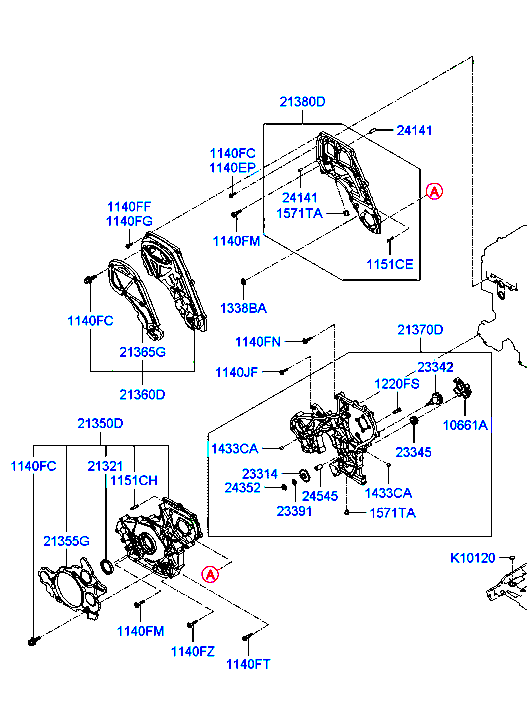 21380D
24141
1140FC
1140EP
A
24141
1571TA
1140FF
1140FG
1140FM
1151CE
1338BA
1140FC
21370D
1140FN
21365G
1140JF
23342
21360D
1220FS
10661A
21350D
1433CA
23345
1140FC
21321
1151CH
23314
24352
24545
1433CA
23391
1571TA
21355G
K10120
A
1140FM
1140FZ
1140FT